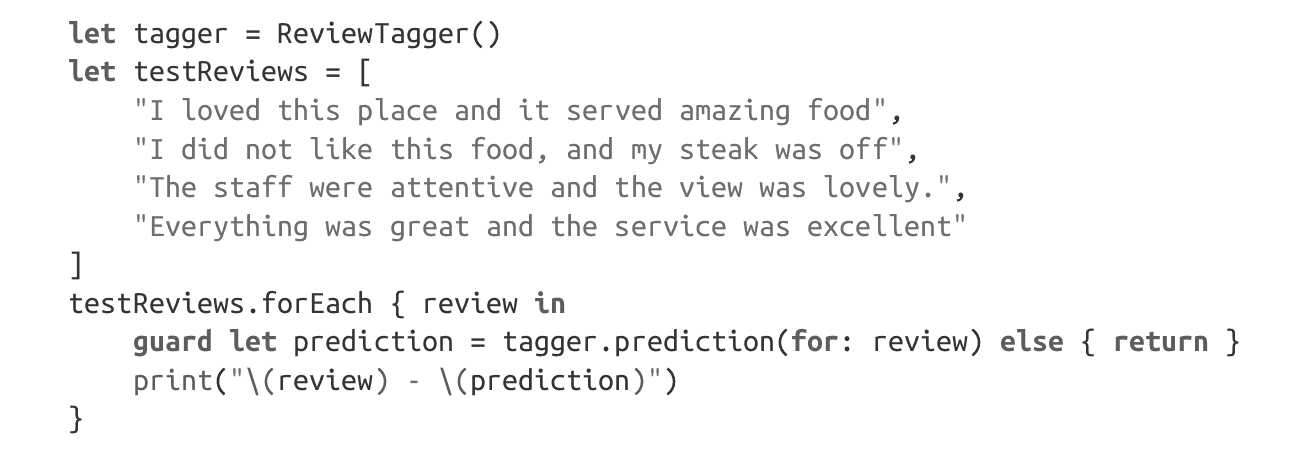 let tagger = ReviewTagger()
let testReviews = [
    "I loved this place and it served amazing food",
    "I did not like this food, and my steak was off",
    "The staff were attentive and the view was lovely.",
    "Everything was great and the service was excellent"
]
testReviews.forEach { review in
    guard let prediction = tagger.prediction(for: review) else { return }
    print("\(review) - \(prediction)")
}